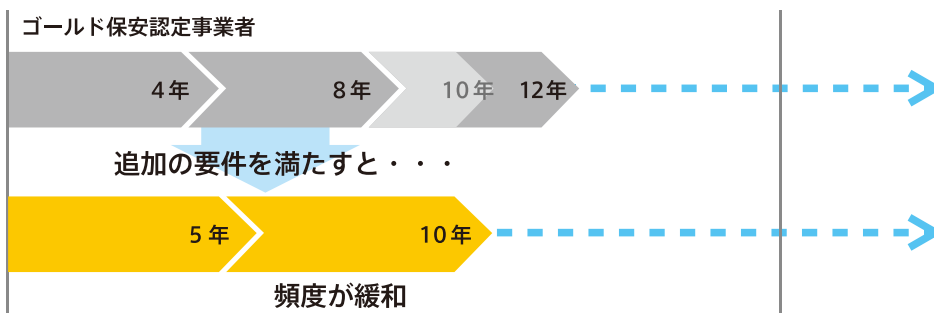 ゴールド保安認定事業者
4年 8年 10年 12年
追加の要件を満たすと・・・
5年 10年
頻度が緩和